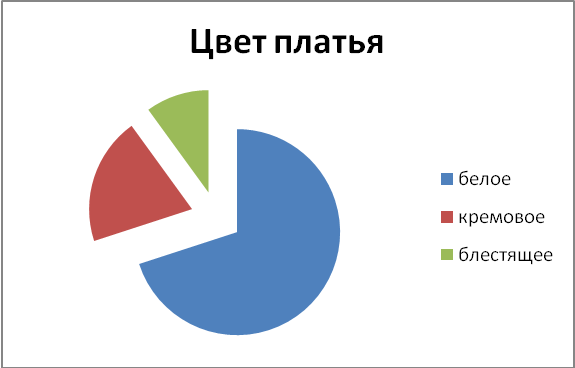 Цвет платья
белое
кремовое
блестящее